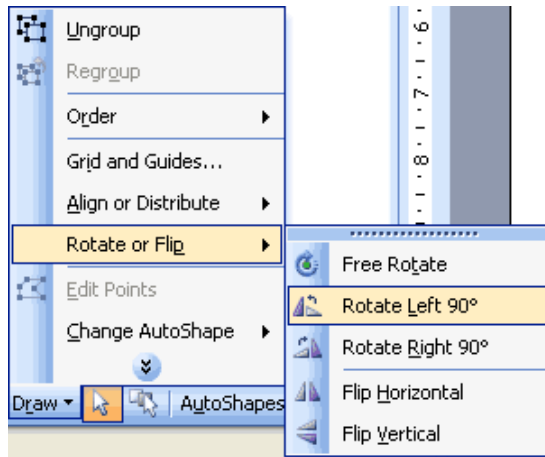 Ungroup
Regroup
Order
Grid and Guides...
Align or Distribute
Rotate or Flip
Edit Points
Change AutoShape
Draw
AutoShapes
Free Rotate
Rotate Left 90°
Rotate Right 90°
Flip Horizontal
Flip Vertical
6
7
8